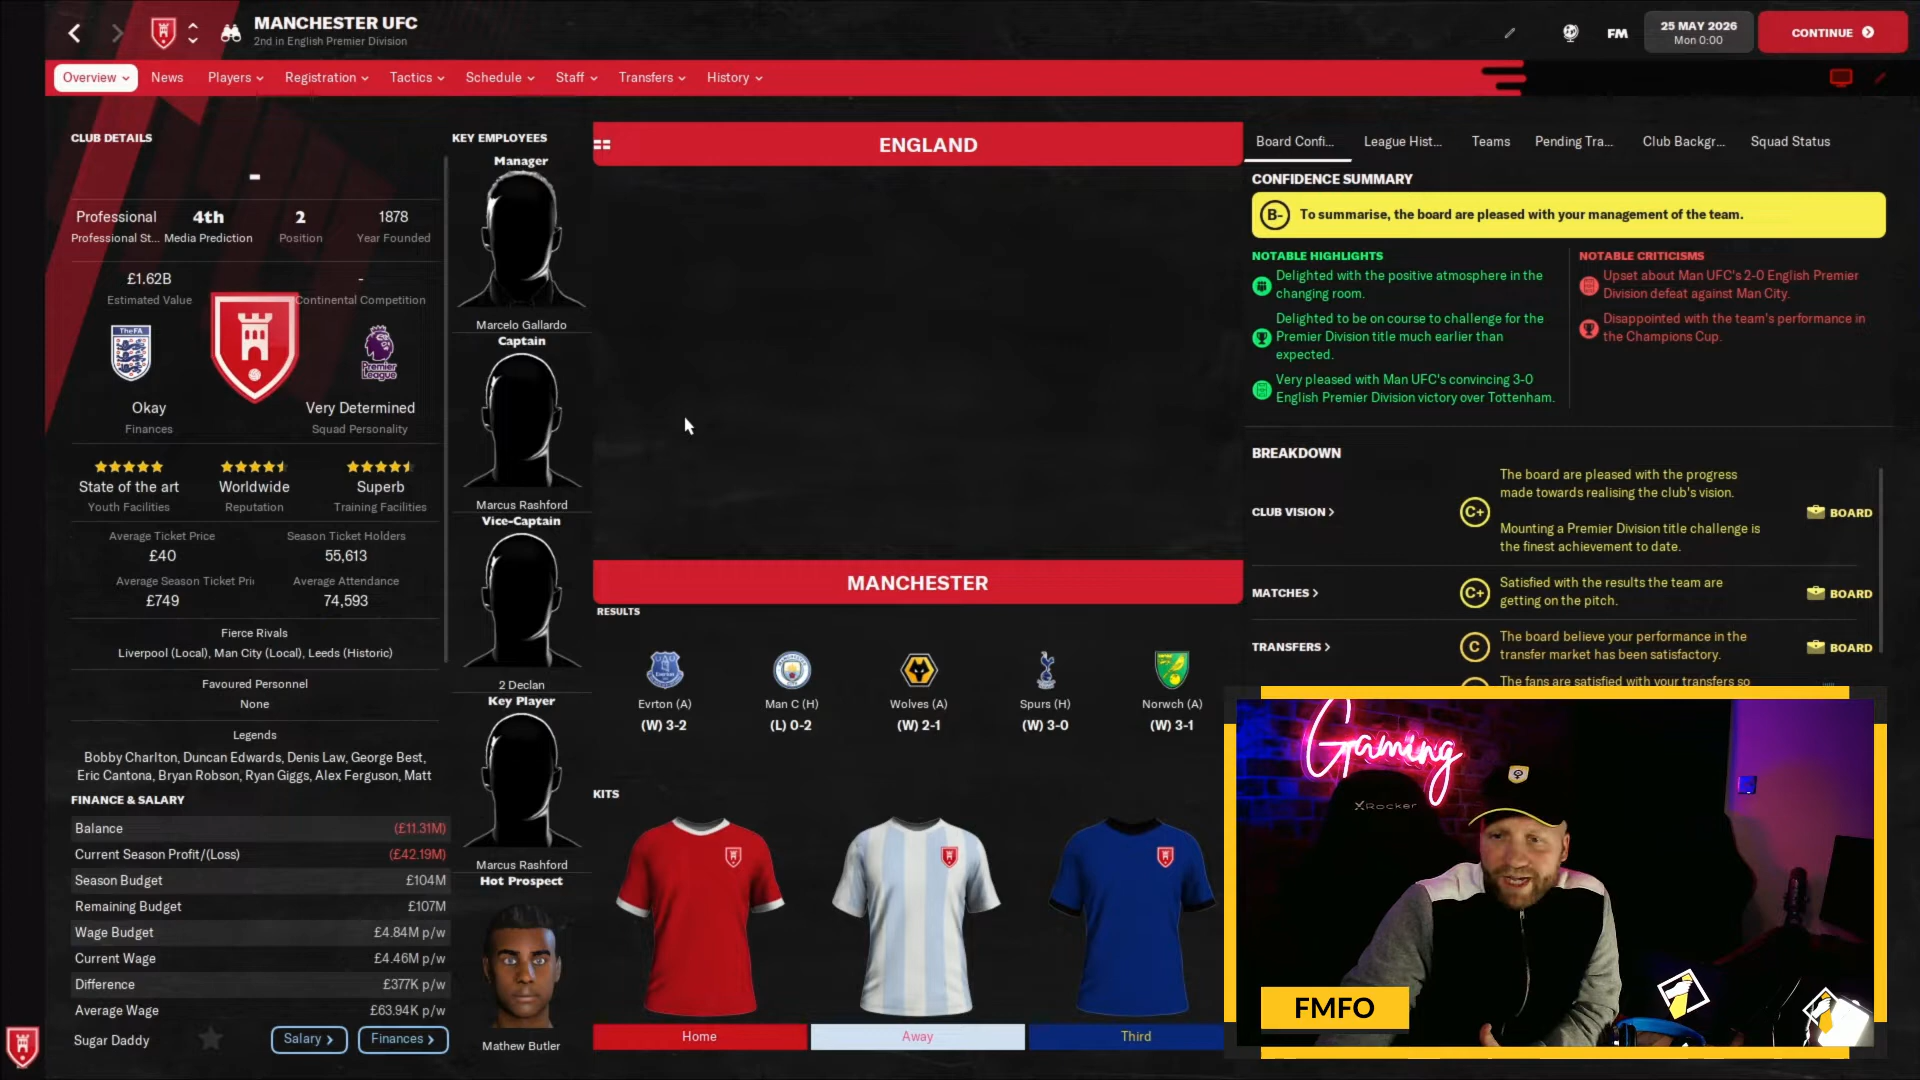 MANCHESTER UFC
2nd in English Premier Division
FM
25 MAY 2026
Mon 0:00
CONTINUE
Overview
News
Players
Registration
Tactics
Schedule
Staff
Transfers
History
CLUB DETAILS
-
Professional
Professional St...
4th
Media Prediction
2
Position
1878
Year Founded
£1.62B
Estimated Value
-
Continental Competition
The FA
Premier
League
Okay
Finances
Very Determined
Squad Personality
State of the art
Youth Facilities
Worldwide
Reputation
Superb
Training Facilities
Average Ticket Price
£40
Season Ticket Holders
55,613
Average Season Ticket Pri
£749
Average Attendance
74,593
Fierce Rivals
Liverpool (Local), Man City (Local), Leeds (Historic)
Favoured Personnel
None
Legends
Bobby Charlton, Duncan Edwards, Denis Law, George Best,
Eric Cantona, Bryan Robson, Ryan Giggs, Alex Ferguson, Matt
FINANCE & SALARY
Balance (£11.31M)
Current Season Profit/(Loss) (£42.19M)
Season Budget £104M
Remaining Budget £107M
Wage Budget £4.84M p/w
Current Wage £4.46M p/w
Difference £377K p/w
Average Wage £63.94K p/w
Sugar Daddy
Salary
Finances
KEY EMPLOYEES
Manager
Marcelo Gallardo
Captain
Marcus Rashford
Vice-Captain
2 Declan
Key Player
Marcus Rashford
Hot Prospect
Mathew Butler
ENGLAND
MANCHESTER
RESULTS
Evrton (A)
(W) 3-2
Man C (H)
(L) 0-2
Wolves (A)
(W) 2-1
Spurs (H)
(W) 3-0
Norwch (A)
(W) 3-1
KITS
Home
Away
Third
Board Confi...
League Hist...
Teams
Pending Tra...
Club Backgr...
Squad Status
CONFIDENCE SUMMARY
B- To summarise, the board are pleased with your management of the team.
NOTABLE HIGHLIGHTS
Delighted with the positive atmosphere in the
changing room.
Delighted to be on course to challenge for the
Premier Division title much earlier than
expected.
Very pleased with Man UFC's convincing 3-0
English Premier Division victory over Tottenham.
NOTABLE CRITICISMS
Upset about Man UFC's 2-0 English Premier
Division defeat against Man City.
Disappointed with the team's performance in
the Champions Cup.
BREAKDOWN
CLUB VISION
C+
The board are pleased with the progress
made towards realising the club's vision.
Mounting a Premier Division title challenge is
the finest achievement to date.
BOARD
MATCHES
C+
Satisfied with the results the team are
getting on the pitch.
BOARD
TRANSFERS
C
The board believe your performance in the
transfer market has been satisfactory.
BOARD
The fans are satisfied with your transfers so
Gaming
XRocker
FMFO